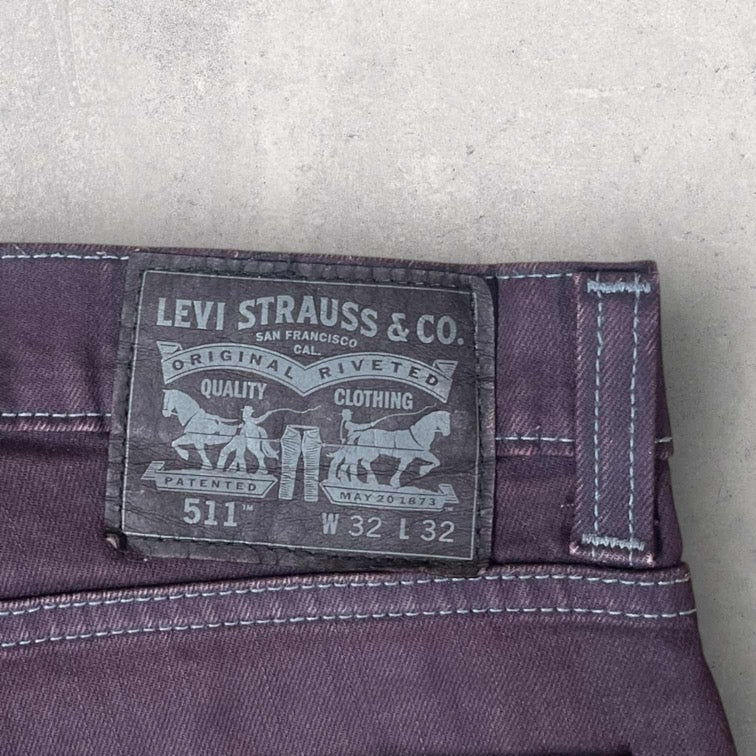 LEVI STRAUSS & CO.
SAN FRANCISCO
CAL.
ORIGINAL RIVETED
QUALITY CLOTHING
PATENTED MAY 20 1873
511™ W 32 L 32